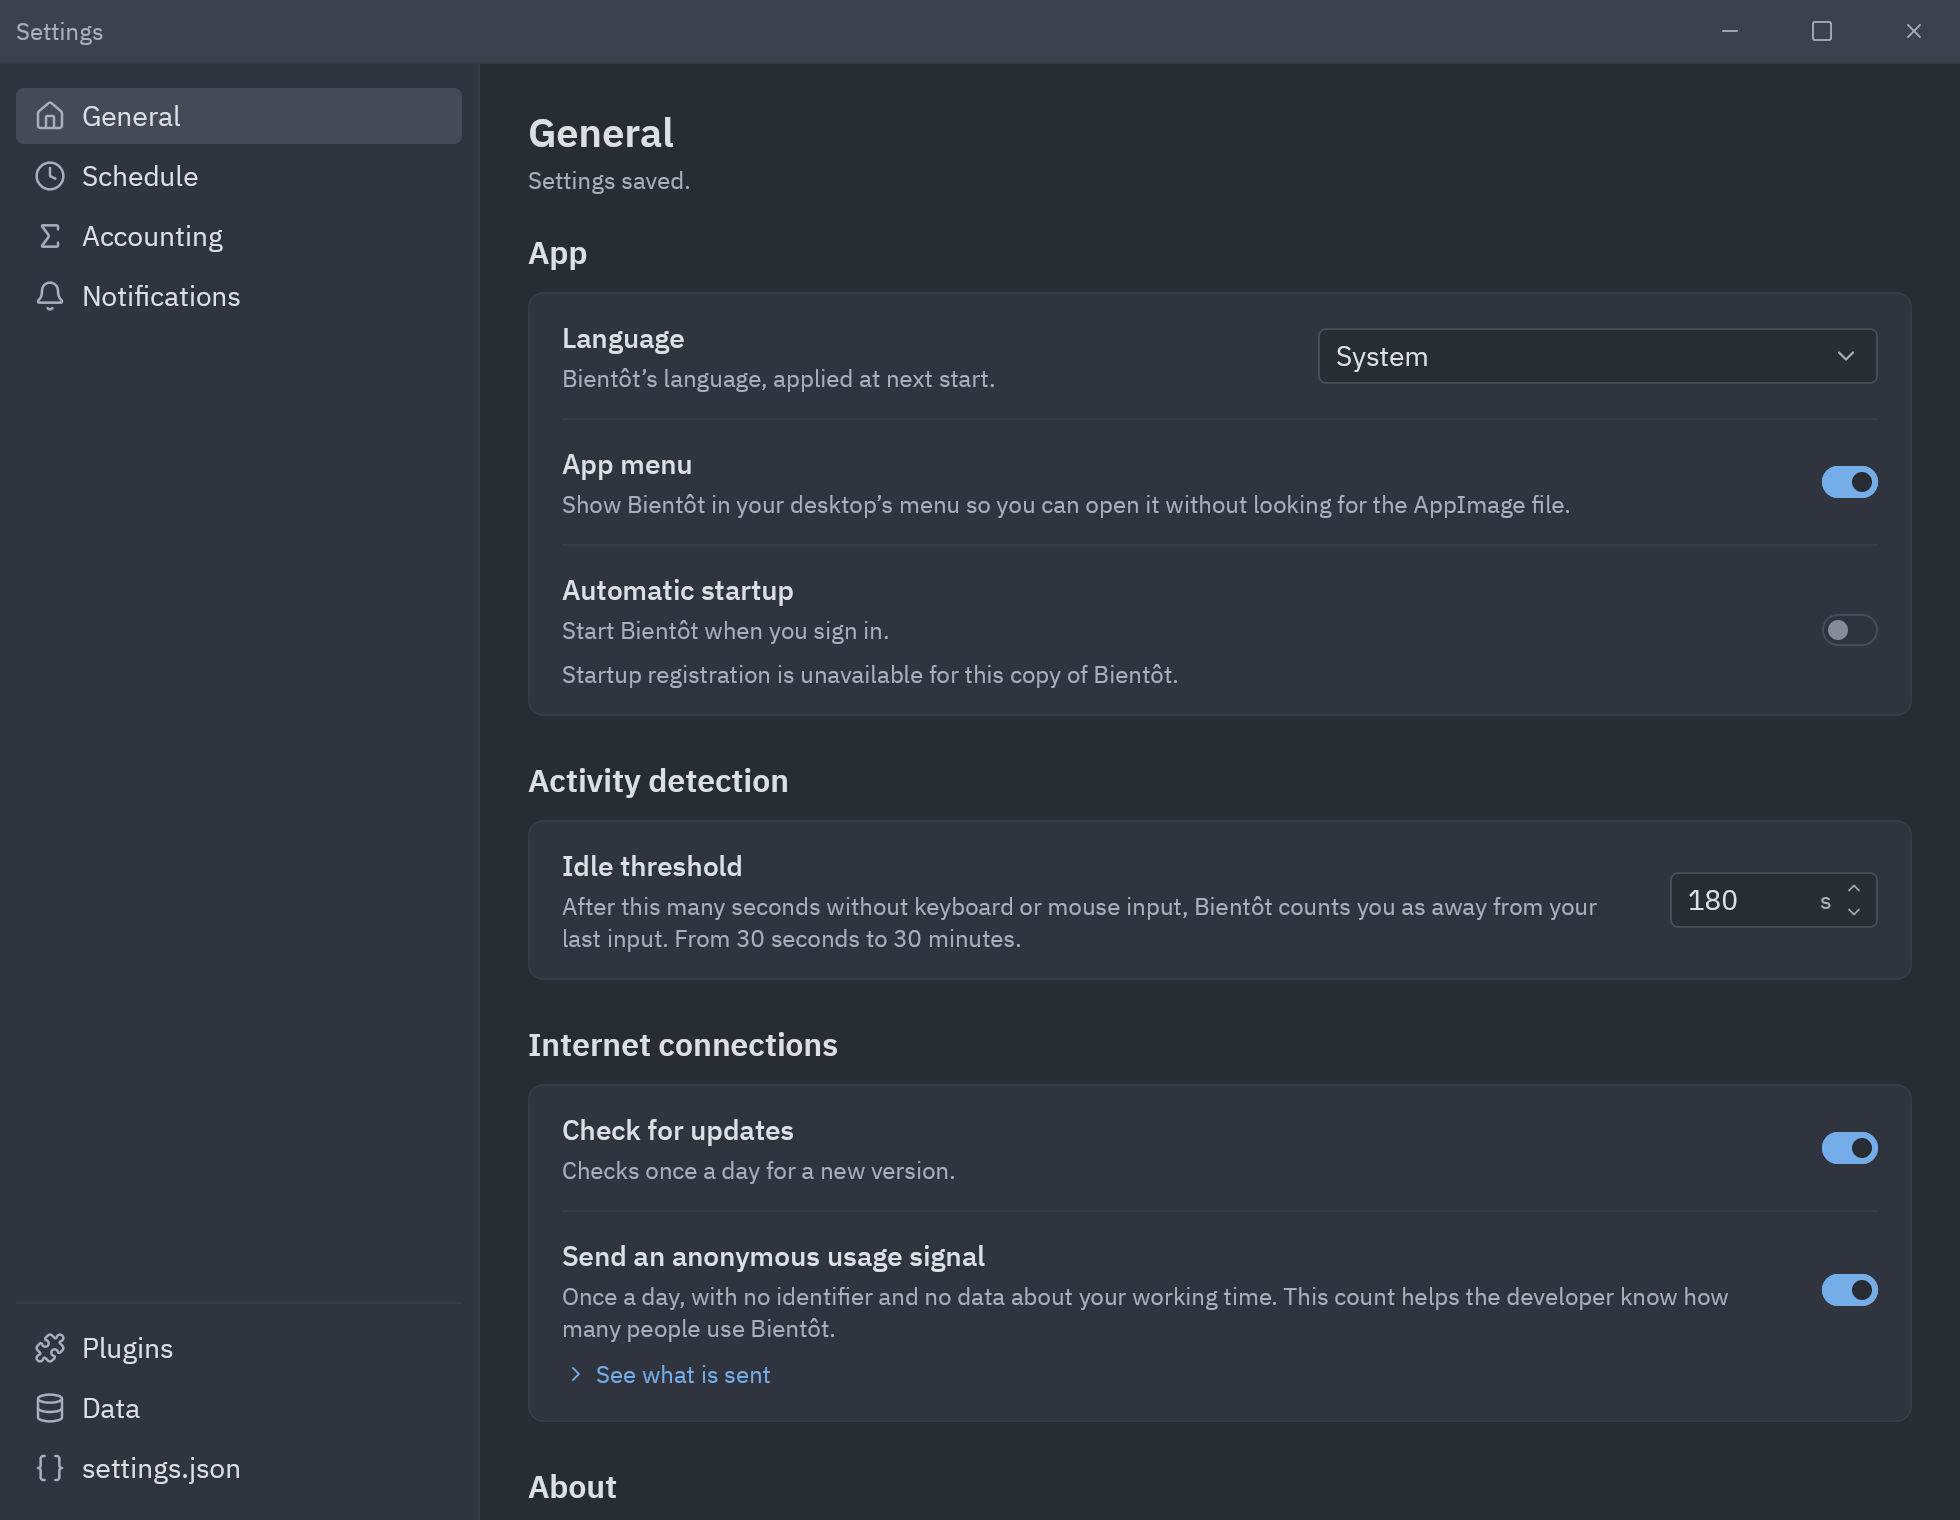 Settings
General
Schedule
Accounting
Notifications
Plugins
Data
settings.json
General
Settings saved.
App
Language
Bientôt’s language, applied at next start.
System
App menu
Show Bientôt in your desktop’s menu so you can open it without looking for the AppImage file.
Automatic startup
Start Bientôt when you sign in.
Startup registration is unavailable for this copy of Bientôt.
Activity detection
Idle threshold
After this many seconds without keyboard or mouse input, Bientôt counts you as away from your
last input. From 30 seconds to 30 minutes.
180 s
Internet connections
Check for updates
Checks once a day for a new version.
Send an anonymous usage signal
Once a day, with no identifier and no data about your working time. This count helps the developer know how
many people use Bientôt.
See what is sent
About